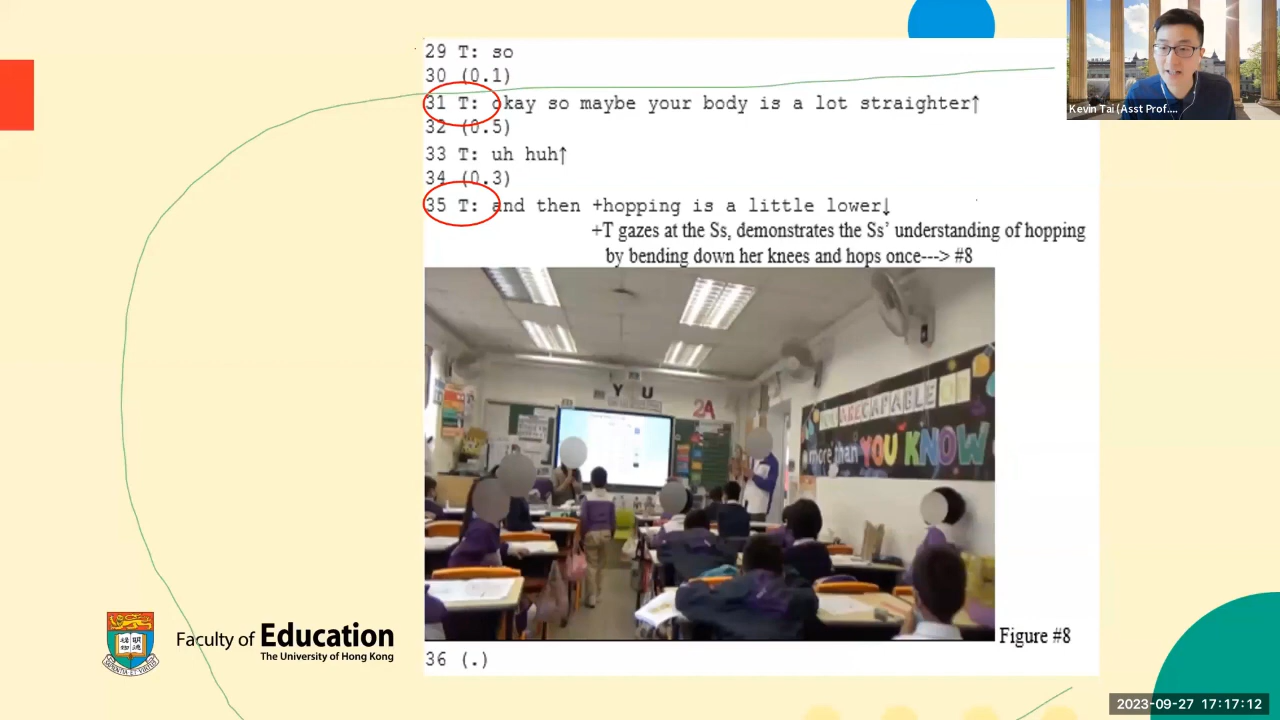 29 T: so
30 (0.1)
31 T: okay so maybe your body is a lot straighter↑
32 (0.5)
33 T: uh huh↑
34 (0.3)
35 T: and then +hopping is a little lower↓
+T gazes at the Ss, demonstrates the Ss' understanding of hopping
by bending down her knees and hops once---> #8
Y U
2A
more than YOU KNOW
Figure #8
36 (.)
Faculty of Education
The University of Hong Kong
Kevin Tai (Asst Prof....
2023-09-27 17:17:12